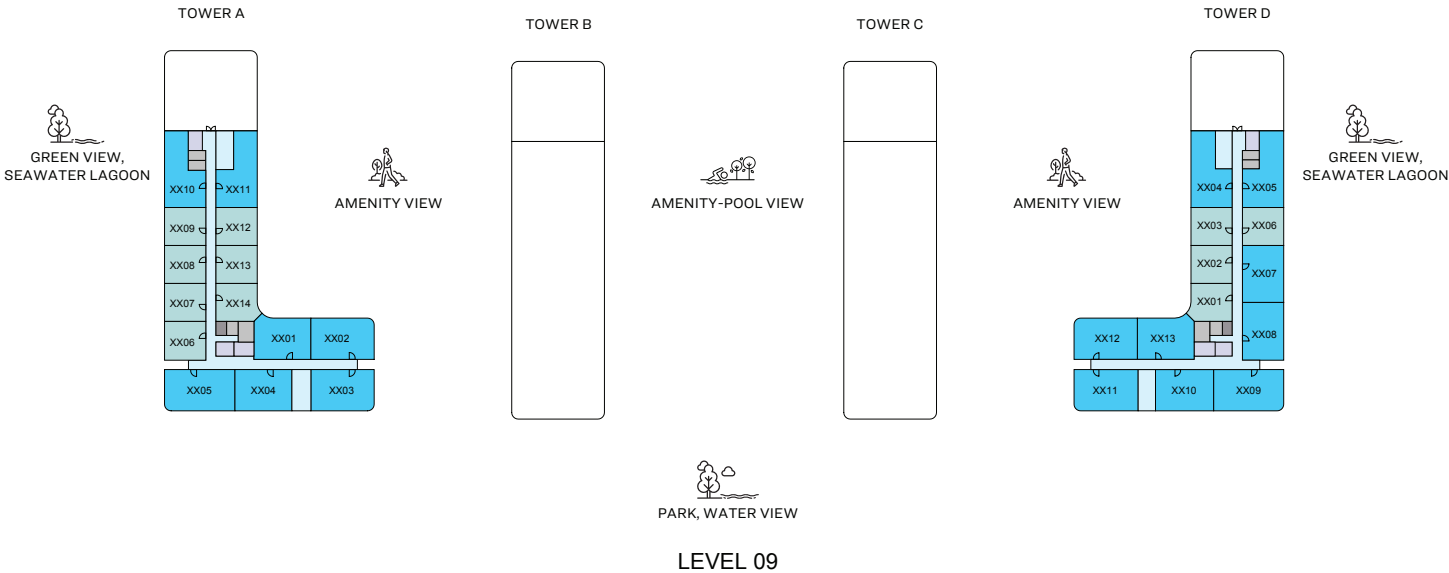 TOWER A
TOWER B
TOWER C
TOWER D
GREEN VIEW,
SEAWATER LAGOON
AMENITY VIEW
AMENITY-POOL VIEW
AMENITY VIEW
GREEN VIEW,
SEAWATER LAGOON
XX10
XX11
XX09
XX12
XX08
XX13
XX07
XX14
XX06
XX01
XX02
XX05
XX04
XX03
XX04
XX05
XX03
XX06
XX02
XX07
XX01
XX08
XX12
XX13
XX11
XX10
XX09
PARK, WATER VIEW
LEVEL 09